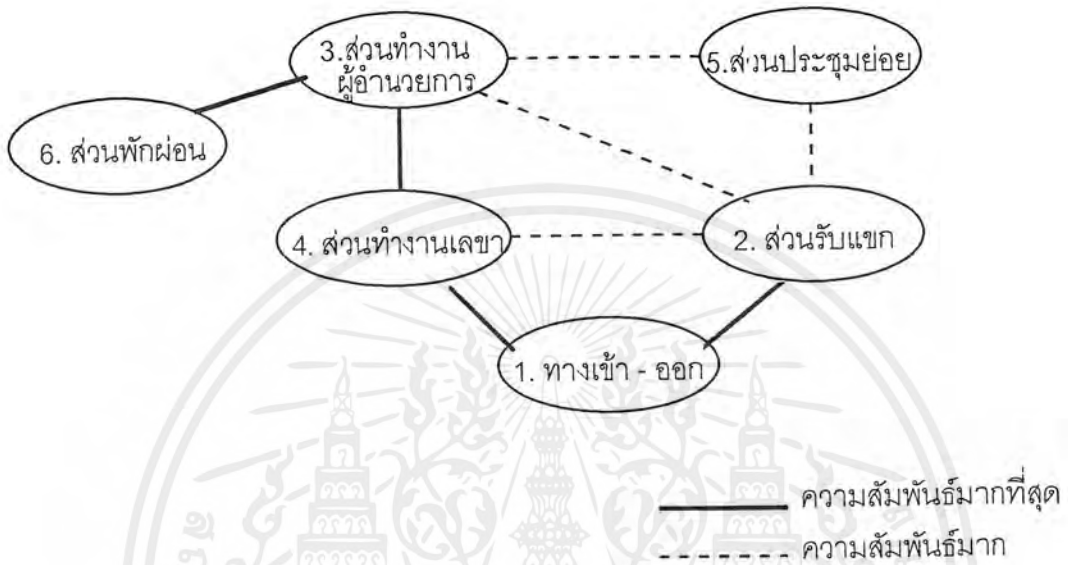 3.ส่วนทำงาน
ผู้อำนวยการ
5.ส่วนประชุมย่อย
6. ส่วนพักผ่อน
4. ส่วนทำงานเลขา
2. ส่วนรับแขก
1. ทางเข้า - ออก
ความสัมพันธ์มากที่สุด
ความสัมพันธ์มาก